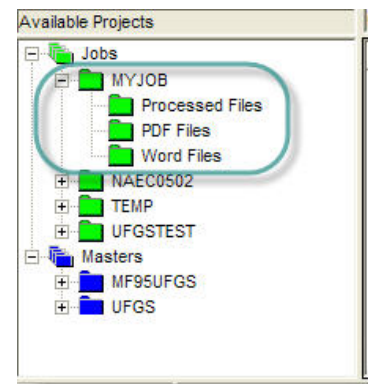 Available Projects
Jobs
MYJOB
Processed Files
PDF Files
Word Files
NAEC0502
TEMP
UFGSTEST
Masters
MF95UFGS
UFGS